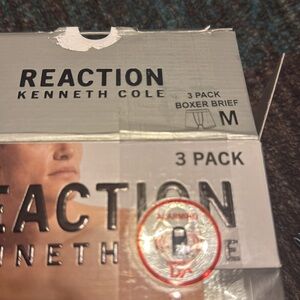 REACTION
KENNETH COLE
3 PACK
BOXER BRIEF
M
3 PACK
EACTION
NNETH E